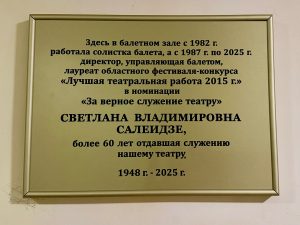 Здесь в балетном зале с 1982 г.
работала солистка балета, а с 1987 г. по 2025 г.
директор, управляющая балетом,
лауреат областного фестиваля-конкурса
«Лучшая театральная работа 2015 г.»
в номинации
«За верное служение театру»
СВЕТЛАНА ВЛАДИМИРОВНА
САЛЕИДЗЕ,
более 60 лет отдавшая служению
нашему театру,
1948 г. - 2025 г.